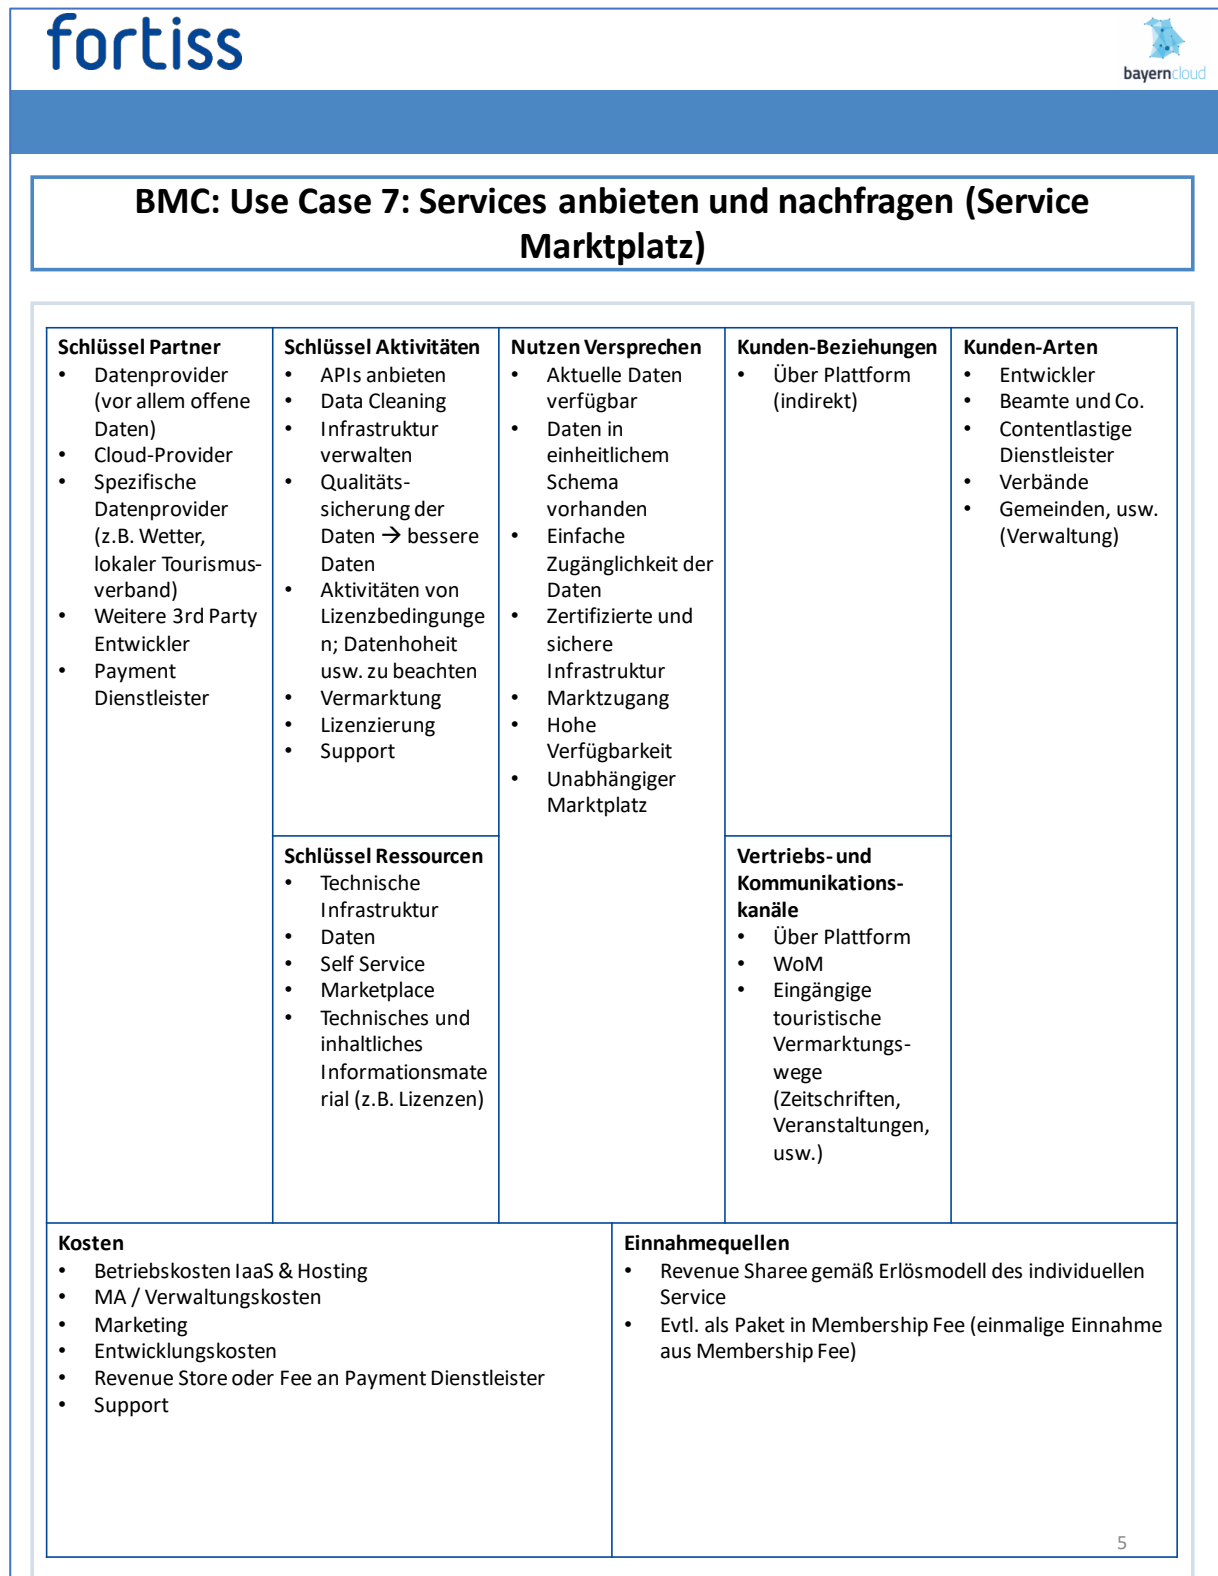 fortiss
bayerncloud
BMC: Use Case 7: Services anbieten und nachfragen (Service
Marktplatz)
Schlüssel Partner
• Datenprovider
(vor allem offene
Daten)
• Cloud-Provider
• Spezifische
Datenprovider
(z.B. Wetter,
lokaler Tourismus-
verband)
• Weitere 3rd Party
Entwickler
• Payment
Dienstleister
Schlüssel Aktivitäten
• APIs anbieten
• Data Cleaning
• Infrastruktur
verwalten
• Qualitäts-
sicherung der
Daten → bessere
Daten
• Aktivitäten von
Lizenzbedingunge
n; Datenhoheit
usw. zu beachten
• Vermarktung
• Lizenzierung
• Support
Schlüssel Ressourcen
• Technische
Infrastruktur
• Daten
• Self Service
• Marketplace
• Technisches und
inhaltliches
Informationsmate
rial (z.B. Lizenzen)
Nutzen Versprechen
• Aktuelle Daten
verfügbar
• Daten in
einheitlichem
Schema
vorhanden
• Einfache
Zugänglichkeit der
Daten
• Zertifizierte und
sichere
Infrastruktur
• Marktzugang
• Hohe
Verfügbarkeit
• Unabhängiger
Marktplatz
Kunden-Beziehungen
• Über Plattform
(indirekt)
Vertriebs- und
Kommunikations-
kanäle
• Über Plattform
• WoM
• Eingängige
touristische
Vermarktungs-
wege
(Zeitschriften,
Veranstaltungen,
usw.)
Kunden-Arten
• Entwickler
• Beamte und Co.
• Contentlastige
Dienstleister
• Verbände
• Gemeinden, usw.
(Verwaltung)
Kosten
• Betriebskosten IaaS & Hosting
• MA / Verwaltungskosten
• Marketing
• Entwicklungskosten
• Revenue Store oder Fee an Payment Dienstleister
• Support
Einnahmequellen
• Revenue Sharee gemäß Erlösmodell des individuellen
Service
• Evtl. als Paket in Membership Fee (einmalige Einnahme
aus Membership Fee)
5